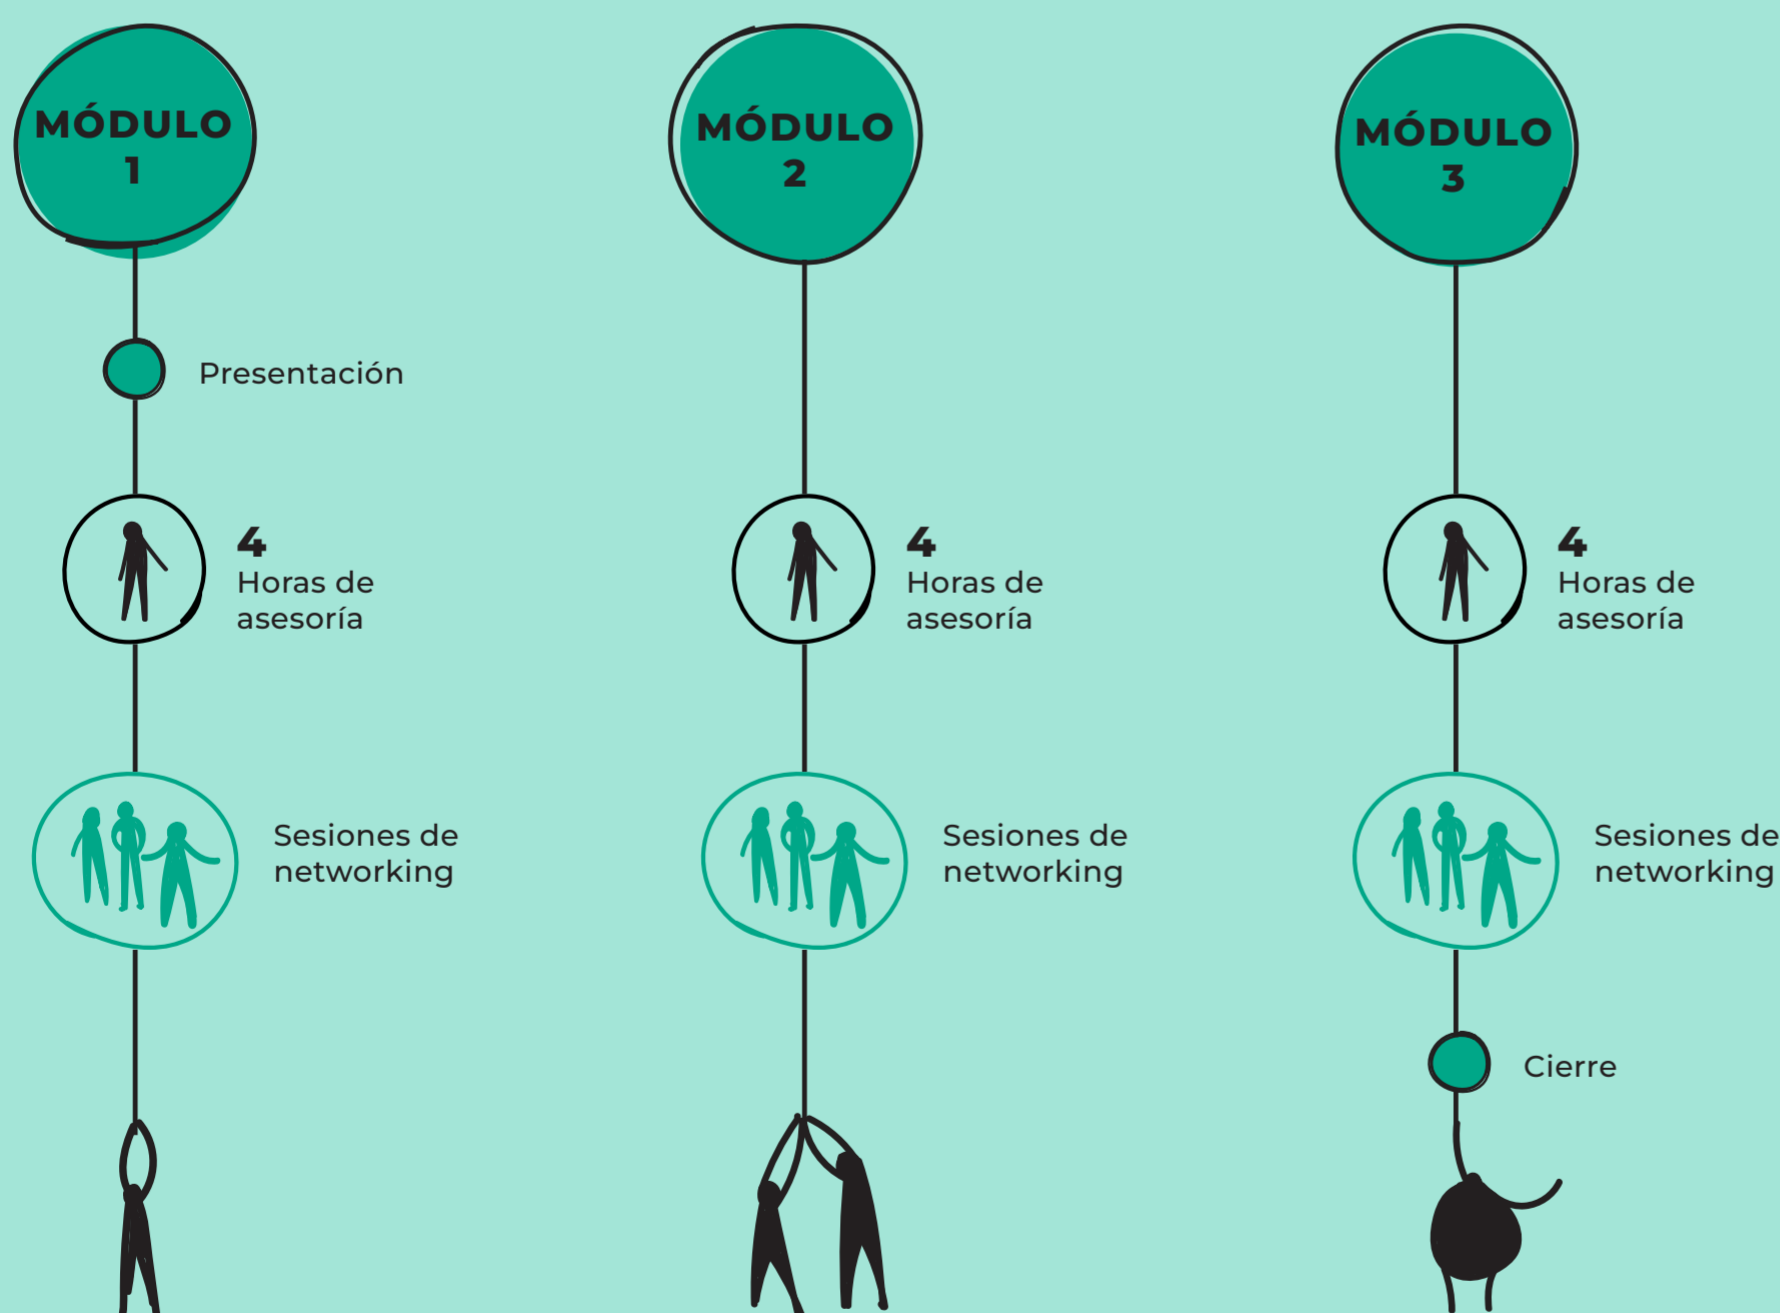 MÓDULO
1
Presentación
4
Horas de
asesoría
Sesiones de
networking
MÓDULO
2
4
Horas de
asesoría
Sesiones de
networking
MÓDULO
3
4
Horas de
asesoría
Sesiones de
networking
Cierre